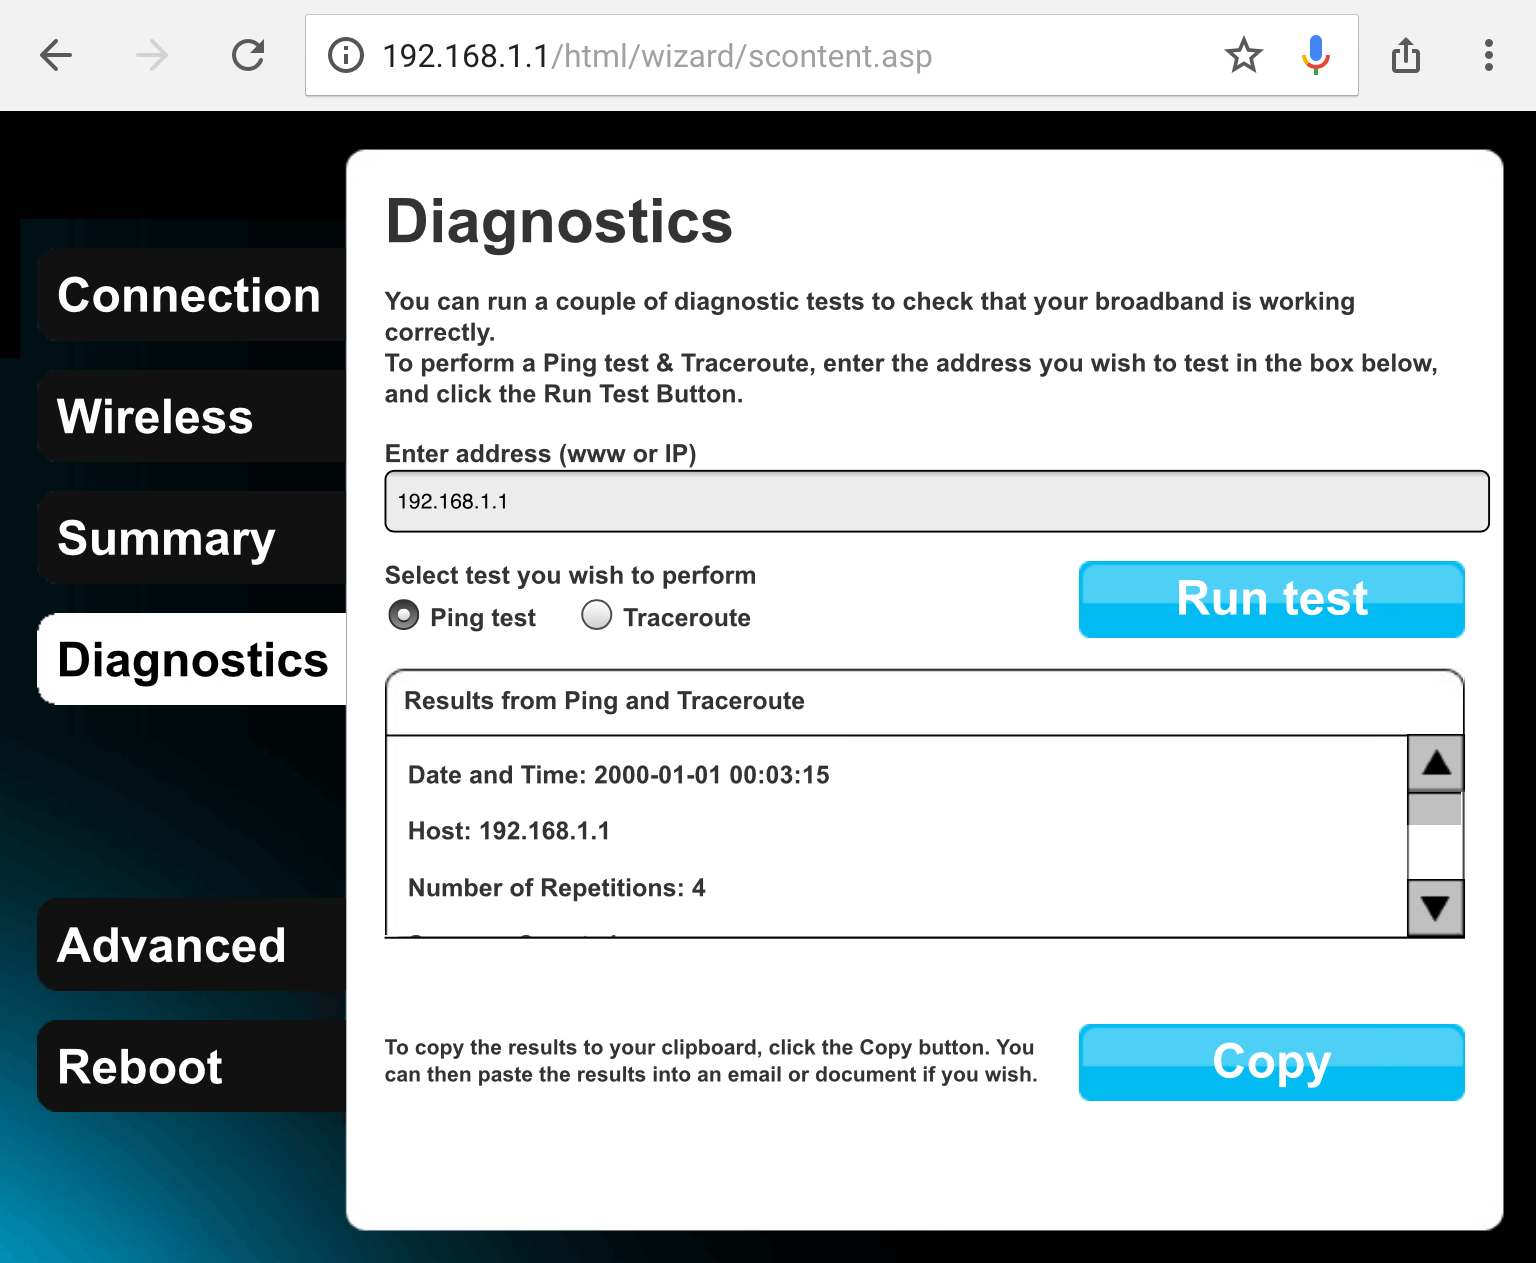 192.168.1.1/html/wizard/scontent.asp
Connection
Wireless
Summary
Diagnostics
Advanced
Reboot
Diagnostics
You can run a couple of diagnostic tests to check that your broadband is working
correctly.
To perform a Ping test & Traceroute, enter the address you wish to test in the box below,
and click the Run Test Button.
Enter address (www or IP)
192.168.1.1
Select test you wish to perform
Ping test Traceroute
Run test
Results from Ping and Traceroute
Date and Time: 2000-01-01 00:03:15
Host: 192.168.1.1
Number of Repetitions: 4
To copy the results to your clipboard, click the Copy button. You
can then paste the results into an email or document if you wish.
Copy